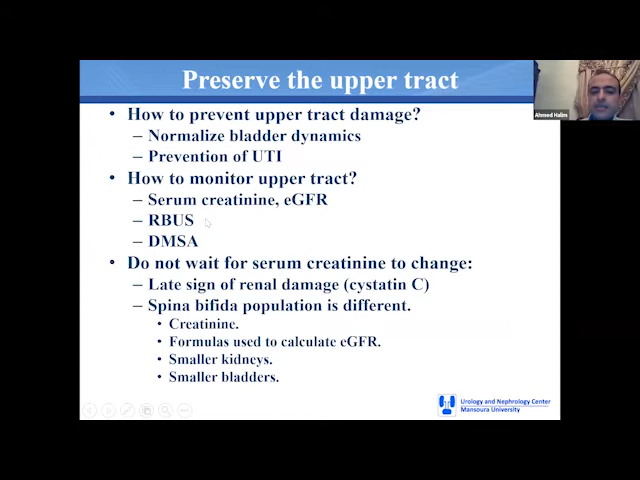 Preserve the upper tract
• How to prevent upper tract damage?
– Normalize bladder dynamics
– Prevention of UTI
• How to monitor upper tract?
– Serum creatinine, eGFR
– RBUS
– DMSA
• Do not wait for serum creatinine to change:
– Late sign of renal damage (cystatin C)
– Spina bifida population is different.
• Creatinine.
• Formulas used to calculate eGFR.
• Smaller kidneys.
• Smaller bladders.
Urology and Nephrology Center
Mansoura University
Ahmed Halim